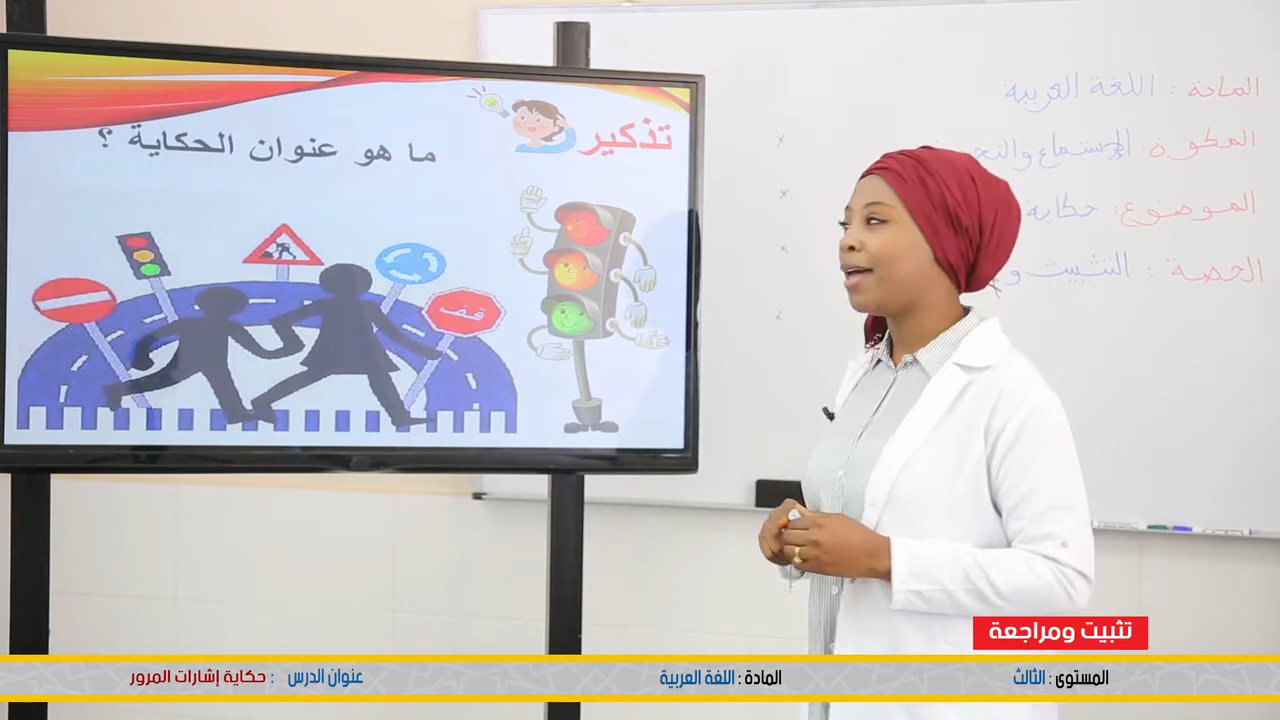 تذكير
ما هو عنوان الحكاية ؟
قف
المادة : اللغة العربية
المكون : الاستماع والتحد
الموضوع : حكاية
الحصة : التثبيت و
تثبيت ومراجعة
المستوى : الثالث
المادة : اللغة العربية
عنوان الدرس : حكاية إشارات المرور